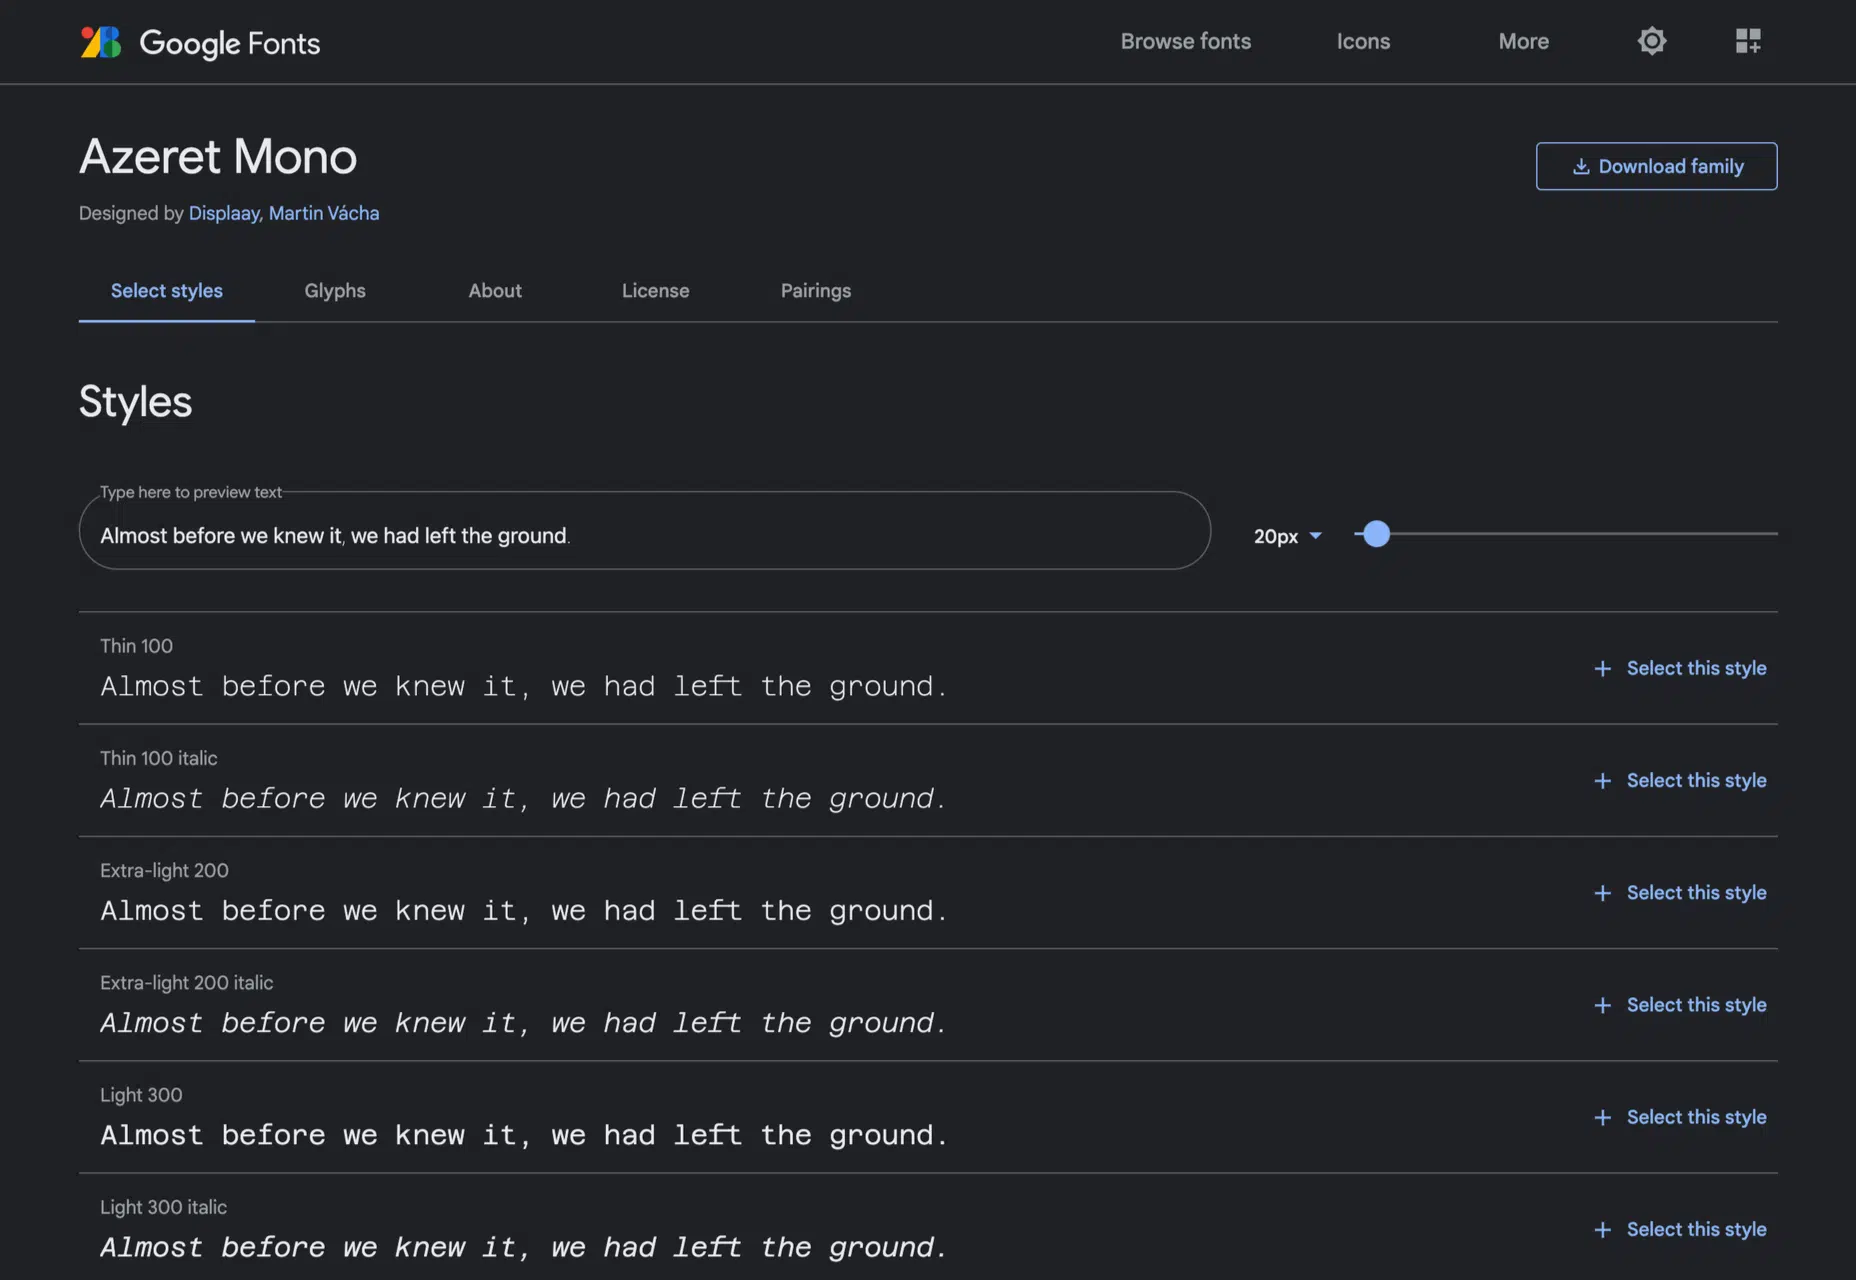 Google Fonts
Browse fonts
Icons
More
Azeret Mono
Download family
Designed by Displaay, Martin Vácha
Select styles
Glyphs
About
License
Pairings
Styles
Type here to preview text
Almost before we knew it, we had left the ground.
20px
Thin 100
Almost before we knew it, we had left the ground.
Select this style
Thin 100 italic
Almost before we knew it, we had left the ground.
Select this style
Extra-light 200
Almost before we knew it, we had left the ground.
Select this style
Extra-light 200 italic
Almost before we knew it, we had left the ground.
Select this style
Light 300
Almost before we knew it, we had left the ground.
Select this style
Light 300 italic
Almost before we knew it, we had left the ground.
Select this style